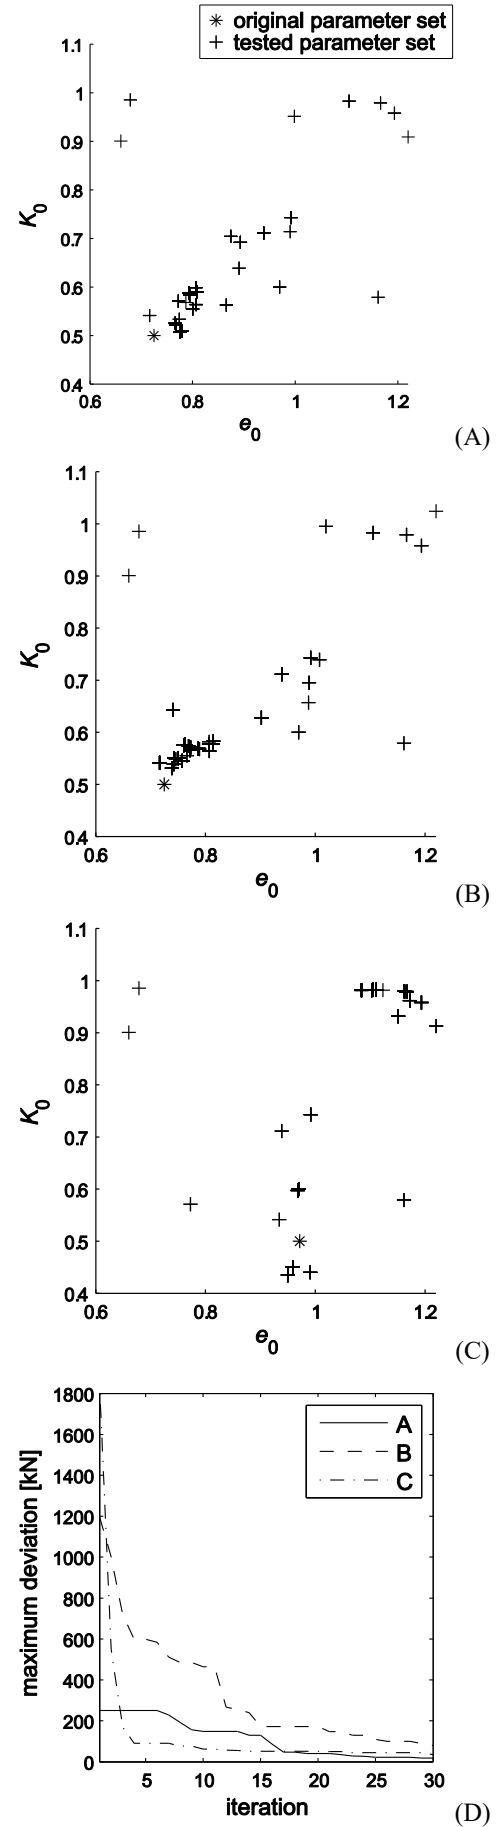 original parameter set
tested parameter set
1.1
1
0.9
0.8
0.7
0.6
0.5
0.4
K0
0.6 0.8 1 1.2
e0
(A)
1.1
1
0.9
0.8
0.7
0.6
0.5
0.4
K0
0.6 0.8 1 1.2
e0
(B)
1.1
1
0.9
0.8
0.7
0.6
0.5
0.4
K0
0.6 0.8 1 1.2
e0
(C)
1800
1600
1400
1200
1000
800
600
400
200
0
maximum deviation [kN]
A
B
C
5 10 15 20 25 30
iteration
(D)